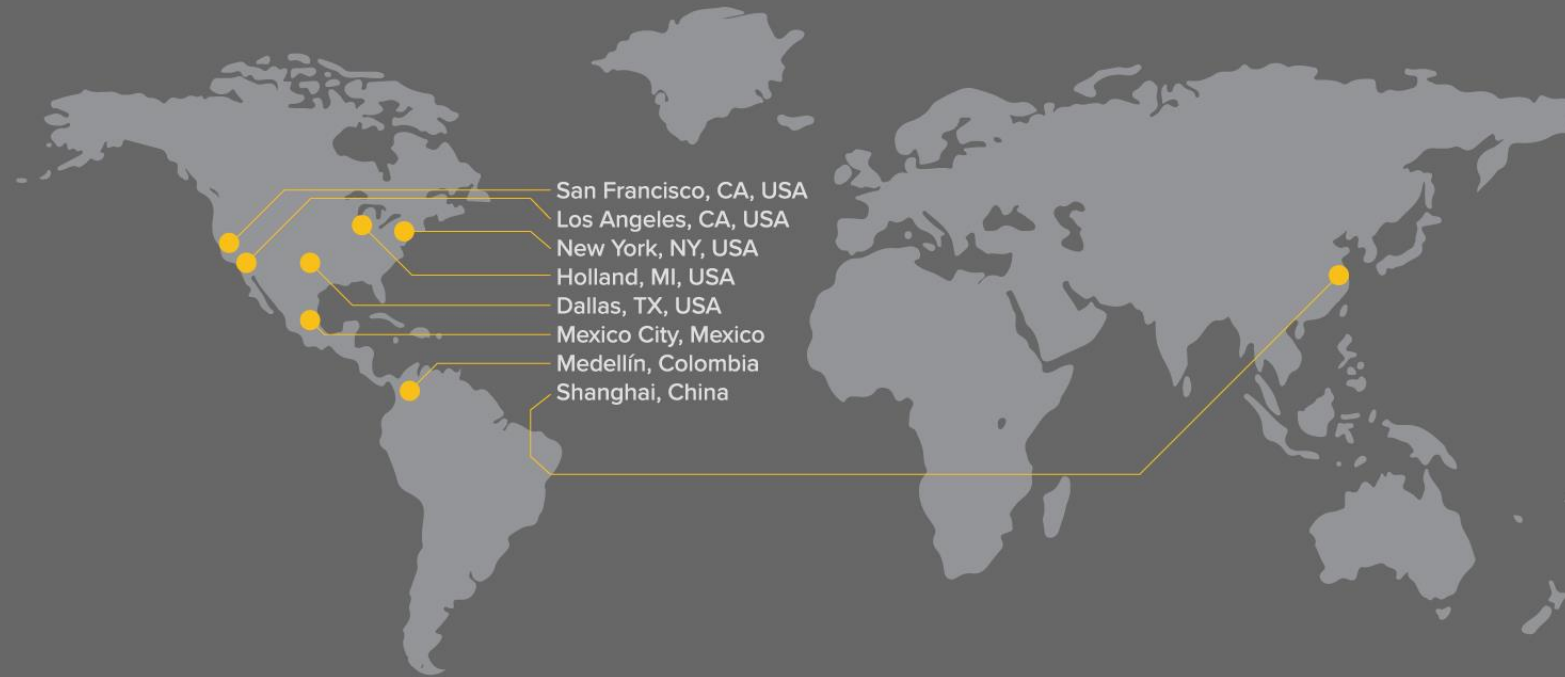 San Francisco, CA, USA
Los Angeles, CA, USA
New York, NY, USA
Holland, MI, USA
Dallas, TX, USA
Mexico City, Mexico
Medellín, Colombia
Shanghai, China